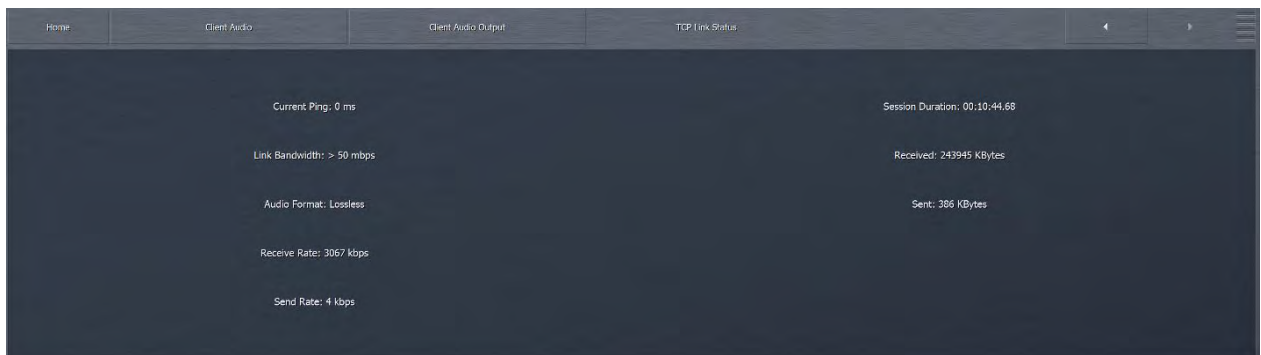 Home
Client Audio
Client Audio Output
TCP Link Status
Current Ping: 0 ms
Link Bandwidth: > 50 mbps
Audio Format: Lossless
Receive Rate: 3067 kbps
Send Rate: 4 kbps
Session Duration: 00:10:44.68
Received: 243945 KBytes
Sent: 386 KBytes